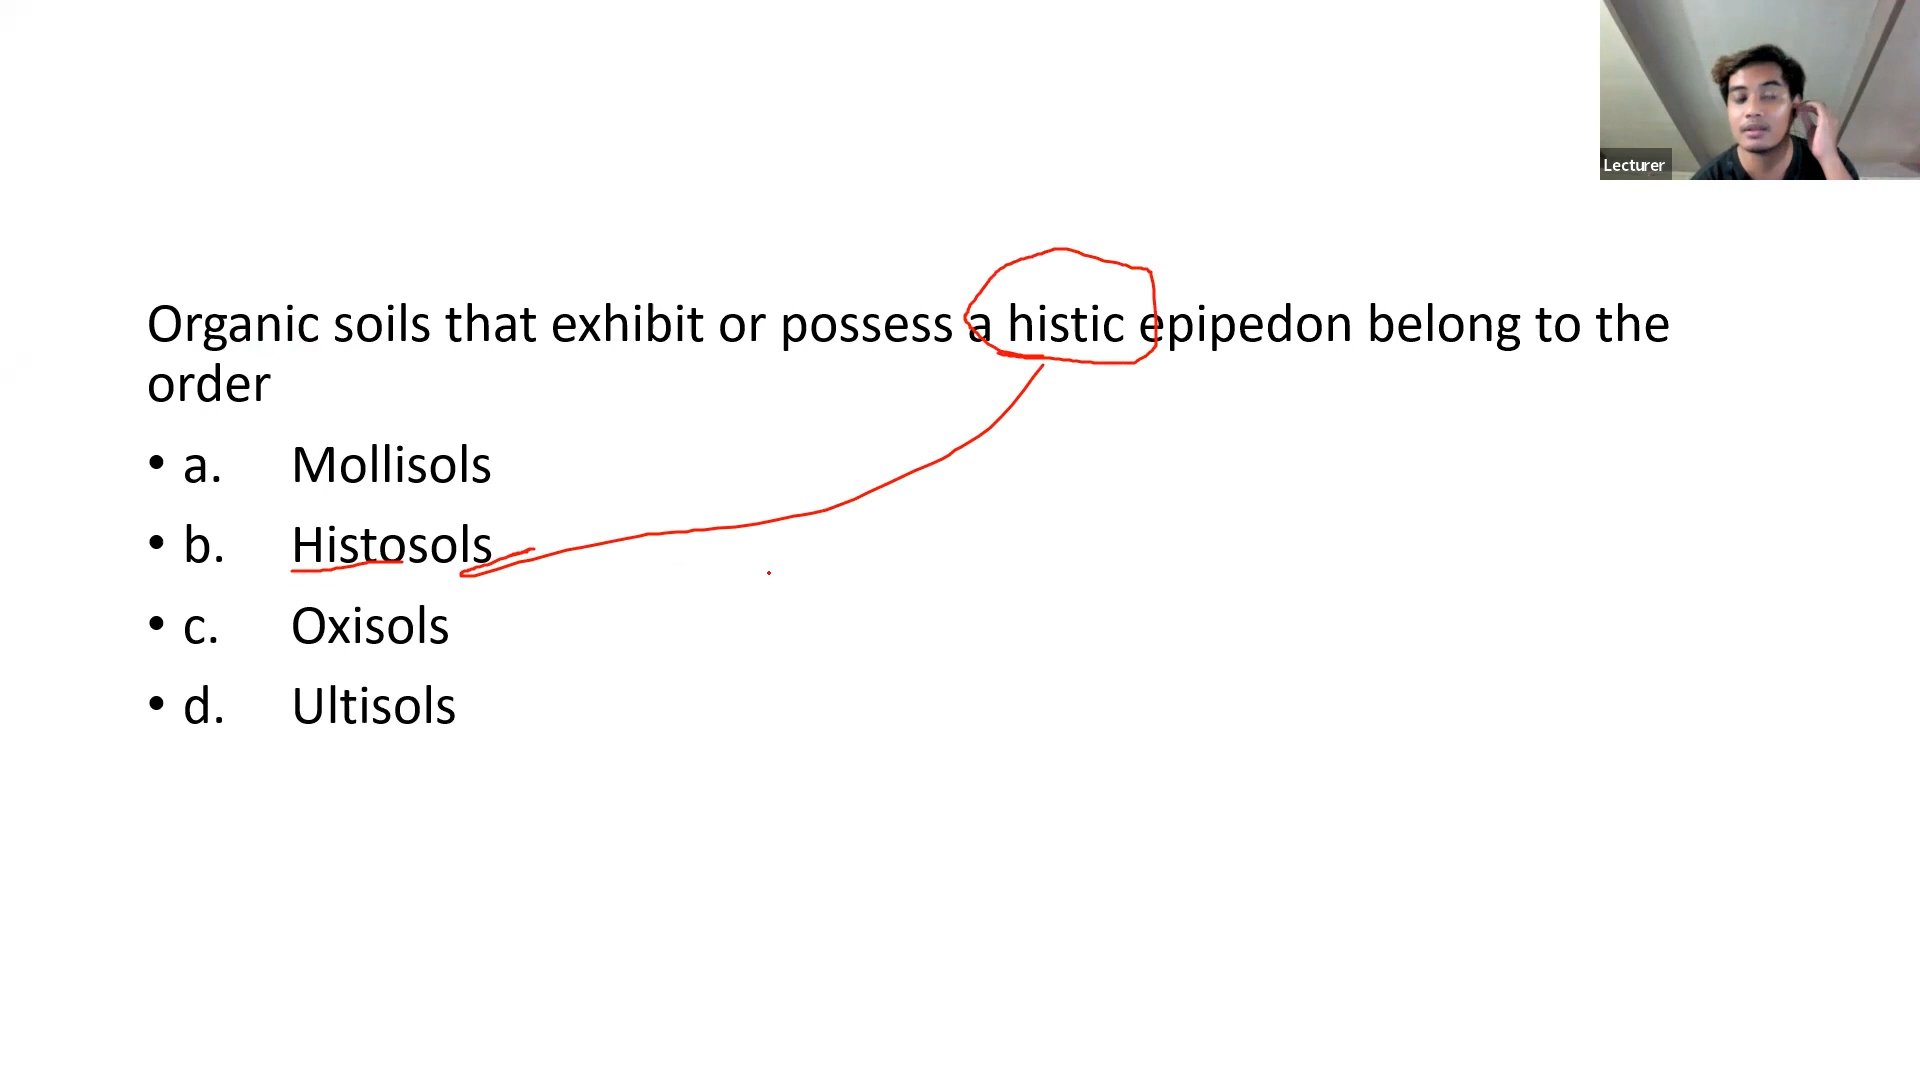 Lecturer
Organic soils that exhibit or possess a histic epipedon belong to the
order
• a. Mollisols
• b. Histosols
• c. Oxisols
• d. Ultisols